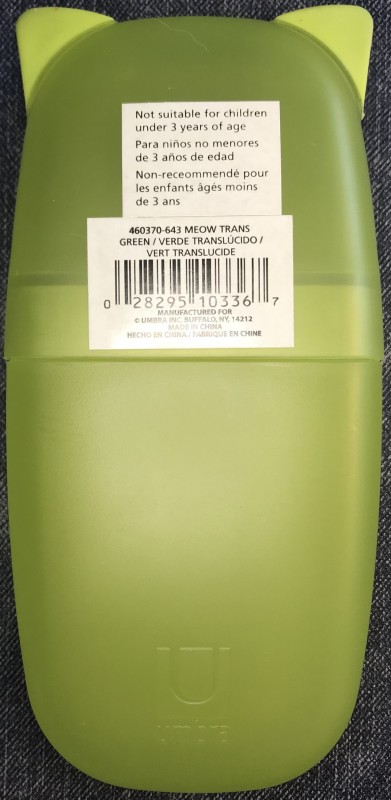 Not suitable for children
under 3 years of age
Para niños no menores
de 3 años de edad
Non-receommendé pour
les enfants âgés moins
de 3 ans
460370-643 MEOW TRANS
GREEN / VERDE TRANSLÚCIDO /
VERT TRANSLUCIDE
0 28295 10336 7
MANUFACTURED FOR
© UMBRA INC. BUFFALO, NY, 14212
MADE IN CHINA
HECHO EN CHINA / FABRIQUE EN CHINE
U
umbra